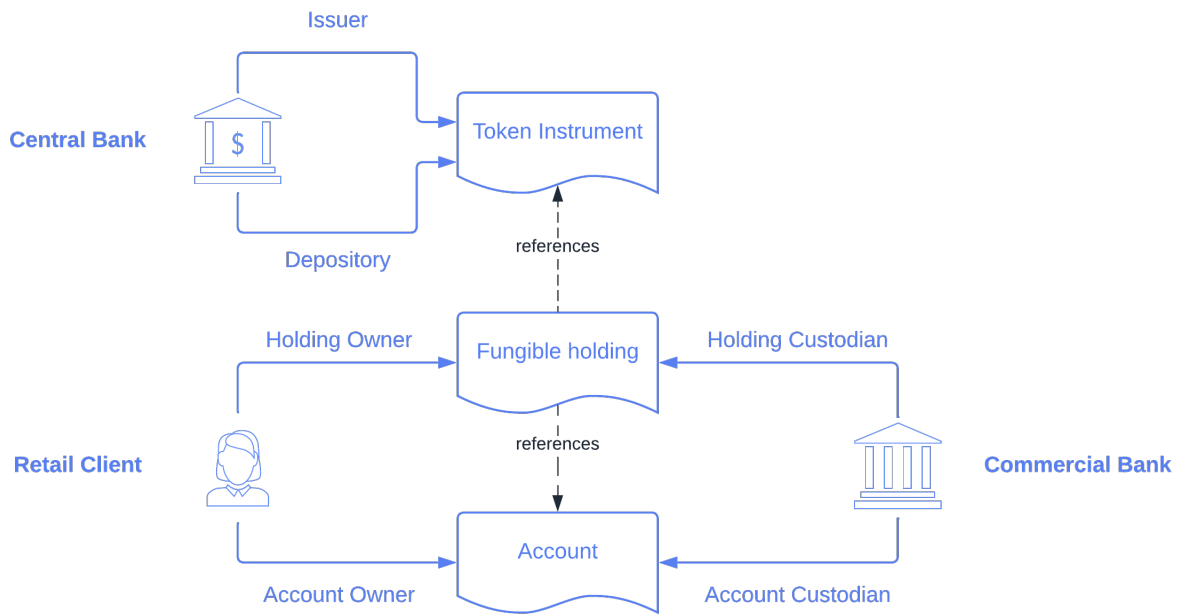 Issuer
Central Bank
$
Token Instrument
Depository
references
Holding Owner
Fungible holding
Holding Custodian
references
Retail Client
Commercial Bank
Account
Account Owner
Account Custodian